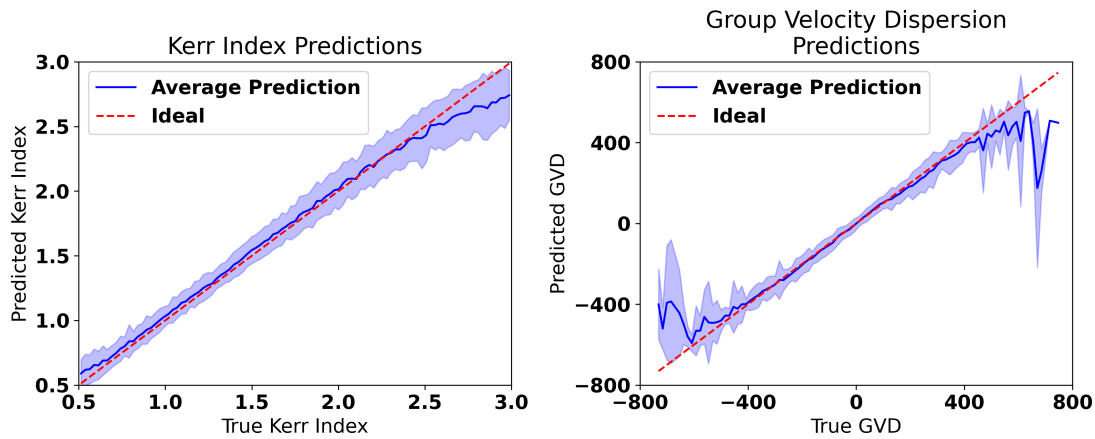 Kerr Index Predictions
Predicted Kerr Index
3.0
2.5
2.0
1.5
1.0
0.5
Average Prediction
Ideal
0.5 1.0 1.5 2.0 2.5 3.0
True Kerr Index
Group Velocity Dispersion
Predictions
Predicted GVD
800
400
0
−400
−800
Average Prediction
Ideal
−800 −400 0 400 800
True GVD